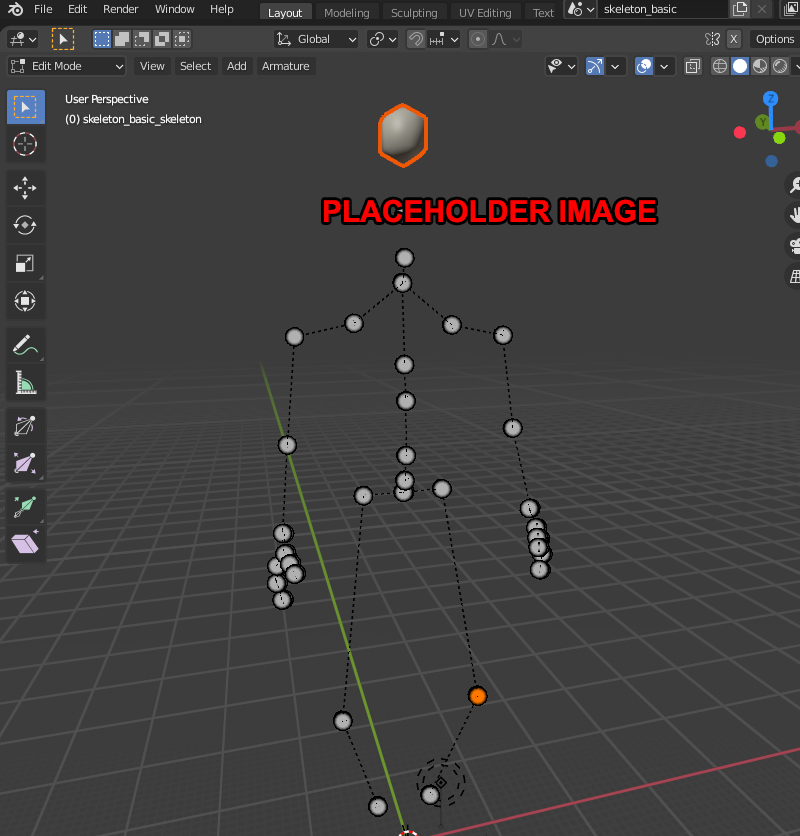 File Edit Render Window Help Layout Modeling Sculpting UV Editing Text skeleton_basic
Global X Options
Edit Mode View Select Add Armature
User Perspective
(0) skeleton_basic_skeleton
Z
Y
PLACEHOLDER IMAGE